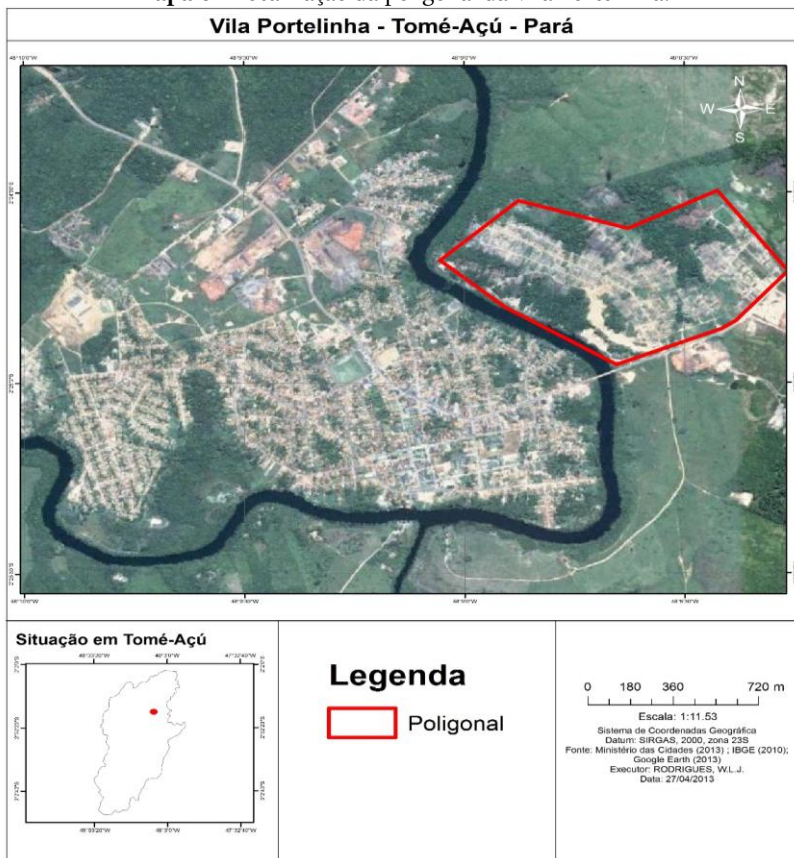 Vila Portelinha - Tomé-Açú - Pará
N
W E
S
Situação em Tomé-Açú
Legenda
Poligonal
0 180 360 720 m
Escala: 1:11.53
Sistema de Coordenadas Geográfica
Datum: SIRGAS, 2000, zona 23S
Fonte: Ministério das Cidades (2013) ; IBGE (2010);
Google Earth (2013)
Executor: RODRIGUES, W.L.J.
Data: 27/04/2013